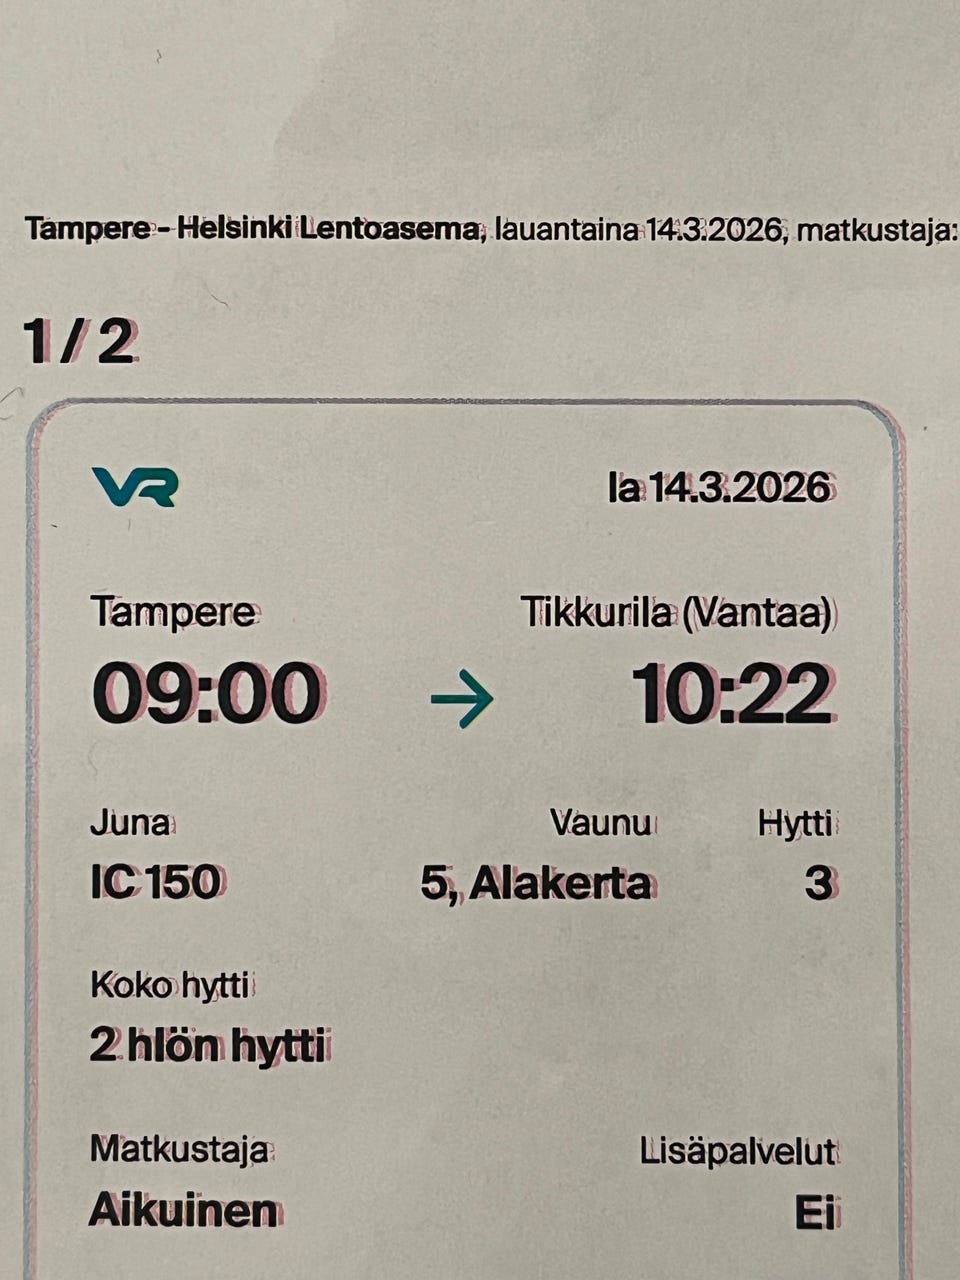 Tampere - Helsinki Lentoasema, lauantaina 14.3.2026, matkustaja:
1 / 2
VR la 14.3.2026
Tampere Tikkurila (Vantaa)
09:00 → 10:22
Juna Vaunu Hytti
IC 150 5, Alakerta 3
Koko hytti
2 hlön hytti
Matkustaja Lisäpalvelut
Aikuinen Ei